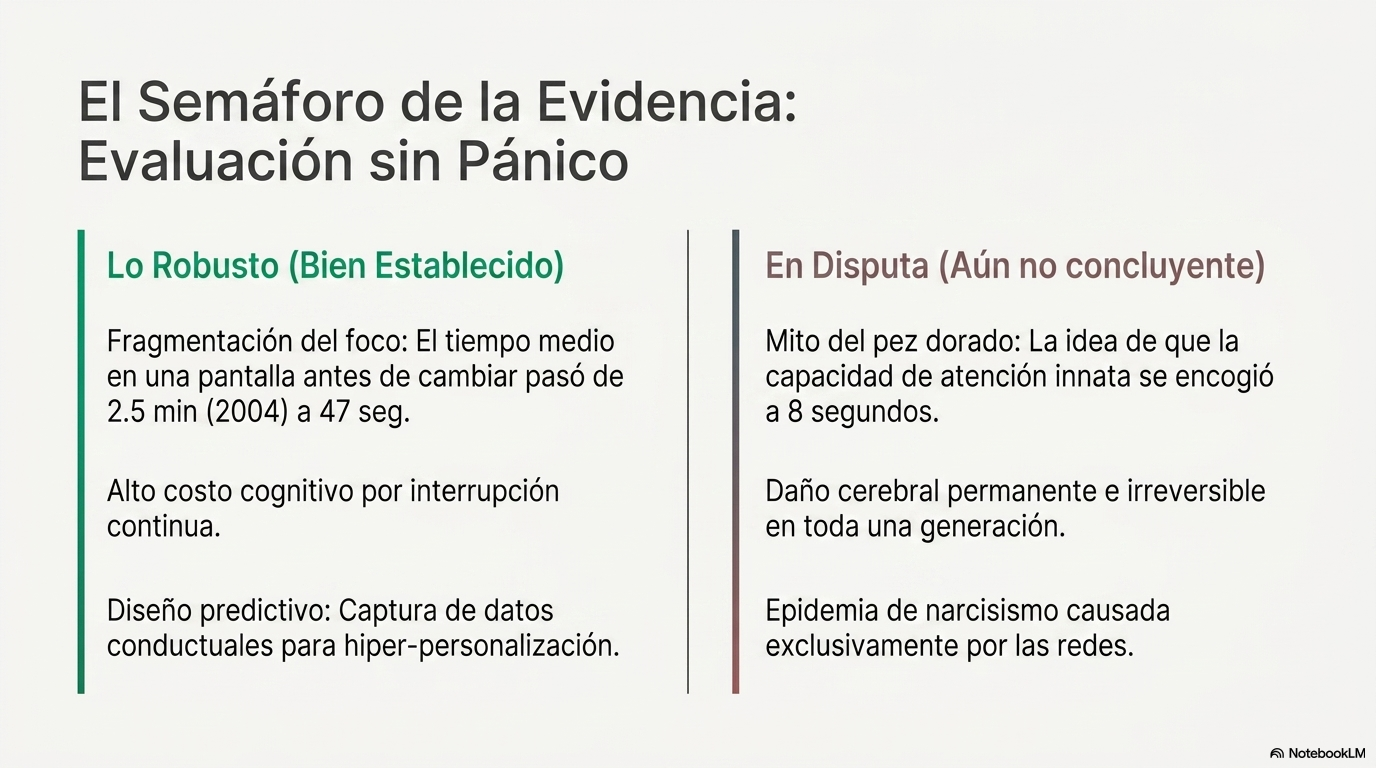 El Semáforo de la Evidencia:
Evaluación sin Pánico
Lo Robusto (Bien Establecido)
Fragmentación del foco: El tiempo medio
en una pantalla antes de cambiar pasó de
2.5 min (2004) a 47 seg.
Alto costo cognitivo por interrupción
continua.
Diseño predictivo: Captura de datos
conductuales para hiper-personalización.
En Disputa (Aún no concluyente)
Mito del pez dorado: La idea de que la
capacidad de atención innata se encogió
a 8 segundos.
Daño cerebral permanente e irreversible
en toda una generación.
Epidemia de narcisismo causada
exclusivamente por las redes.
NotebookLM